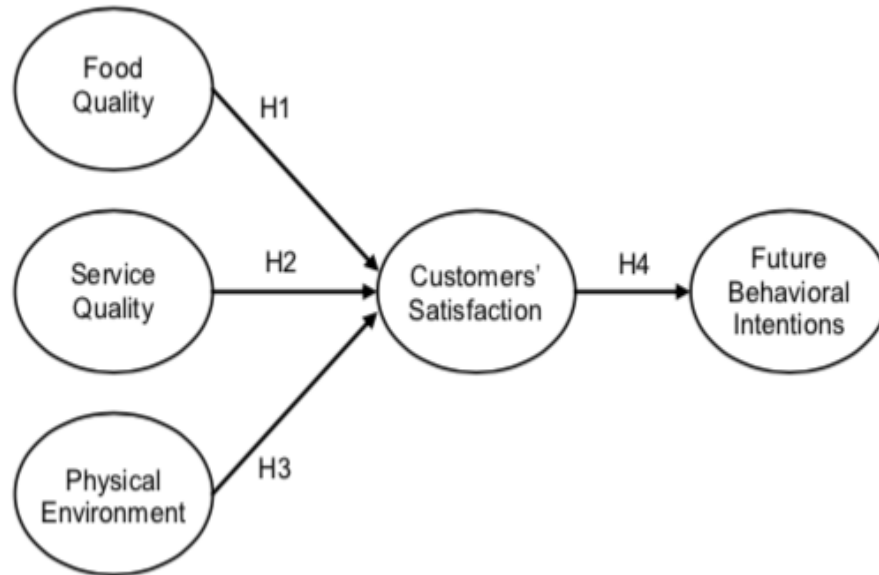 Food
Quality
H1
Service
Quality
H2
Customers'
Satisfaction
H4
Future
Behavioral
Intentions
H3
Physical
Environment